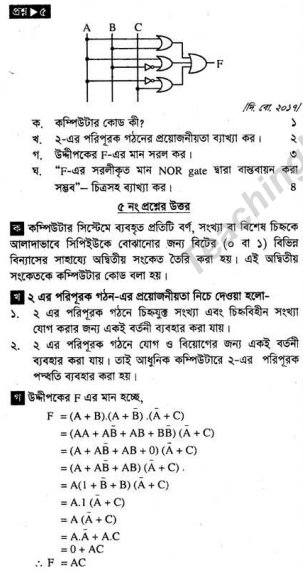 প্রশ্ন ▶ ৫
A B C
F
[দি. বো. ২০১৭]
ক. কম্পিউটার কোড কী? ১
খ. ২-এর পরিপূরক গঠনের প্রয়োজনীয়তা ব্যাখ্যা কর। ২
গ. উদ্দীপকের F-এর মান সরল কর। ৩
ঘ. “F-এর সরলীকৃত মান NOR gate দ্বারা বাস্তবায়ন করা
সম্ভব”– চিত্রসহ ব্যাখ্যা কর। 8
৫ নং প্রশ্নের উত্তর
ক কম্পিউটার সিস্টেমে ব্যবহৃত প্রতিটি বর্ণ, সংখ্যা বা বিশেষ চিহ্নকে
আলাদাভাবে সিপিইউকে বোঝানোর জন্য বিটের (০ বা ১) বিভিন্ন
বিন্যাসের সাহায্যে অদ্বিতীয় সংকেত তৈরি করা হয়। এই অদ্বিতীয়
সংকেতকে কম্পিউটার কোড বলা হয়।
খ ২ এর পরিপূরক গঠন-এর প্রয়োজনীয়তা নিচে দেওয়া হলো-
১. ২ এর পরিপূরক গঠনে চিহ্নযুক্ত সংখ্যা এবং চিহ্নবিহীন সংখ্যা
যোগ করার জন্য একই বর্তনী ব্যবহার করা যায়।
২. ২ এর পরিপূরক গঠনে যোগ ও বিয়োগের জন্য একই বর্তনী
ব্যবহার করা যায়। তাই আধুনিক কম্পিউটারে ২-এর পরিপূরক
পদ্ধতি ব্যবহার করা হয়।
গ উদ্দীপকের F এর মান হচ্ছে,
F = (A + B).(A + B̅) .(A̅ + C)
= (AA + AB̅ + AB + BB̅) (A̅ + C)
= (A + AB̅ + AB + 0) (A̅ + C)
= (A + AB̅ + AB) (A̅ + C) .
= A(1 + B̅ + B) (A̅ + C)
= A.1 (A̅ + C)
= A (A̅ + C)
= A.A̅ + A.C
= 0 + AC
∴ F = AC